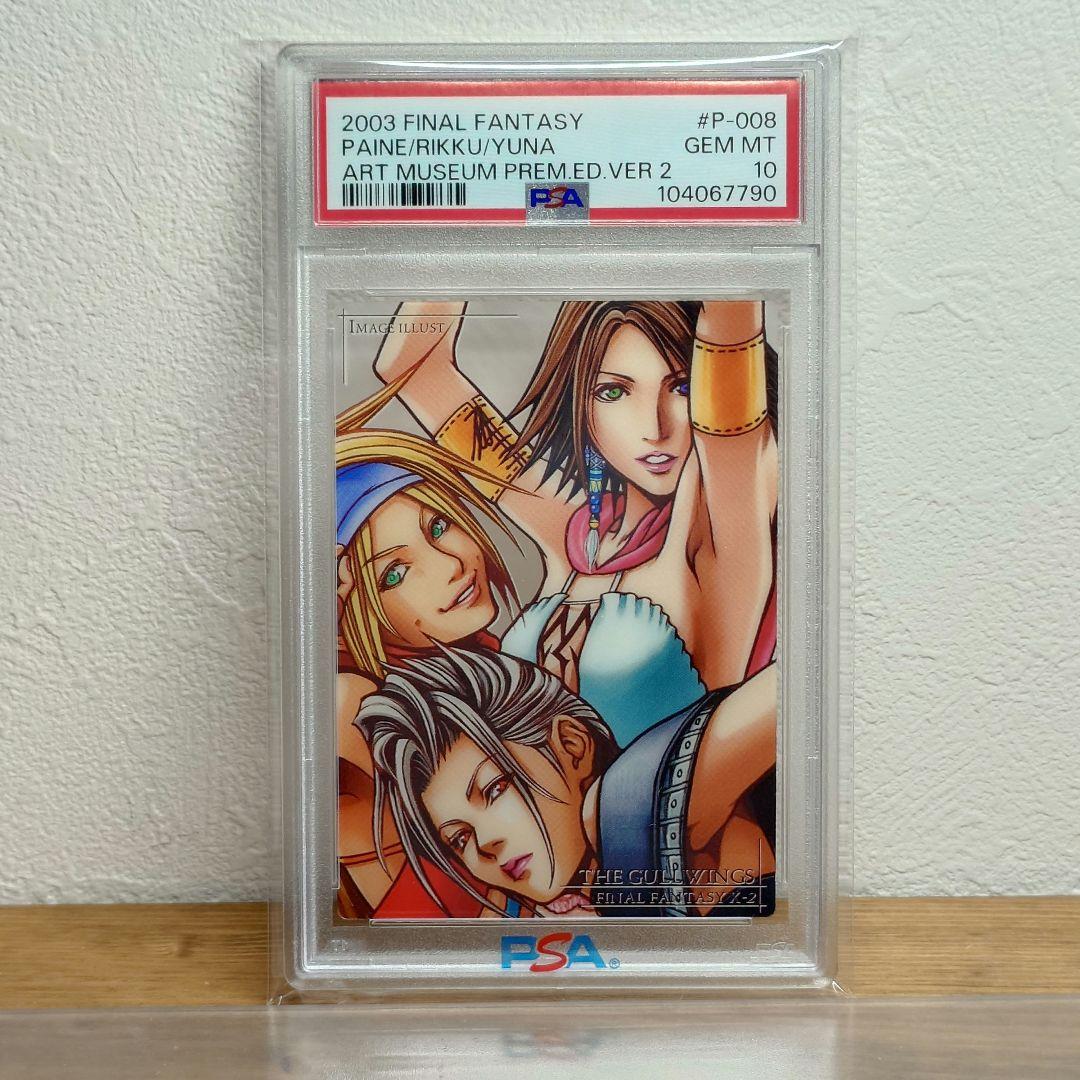 2003 FINAL FANTASY #P-008
PAINE/RIKKU/YUNA GEM MT
ART MUSEUM PREM.ED.VER 2 10
PSA 104067790
IMAGE ILLUST
THE GULLWINGS
FINAL FANTASY X-2
PSA®